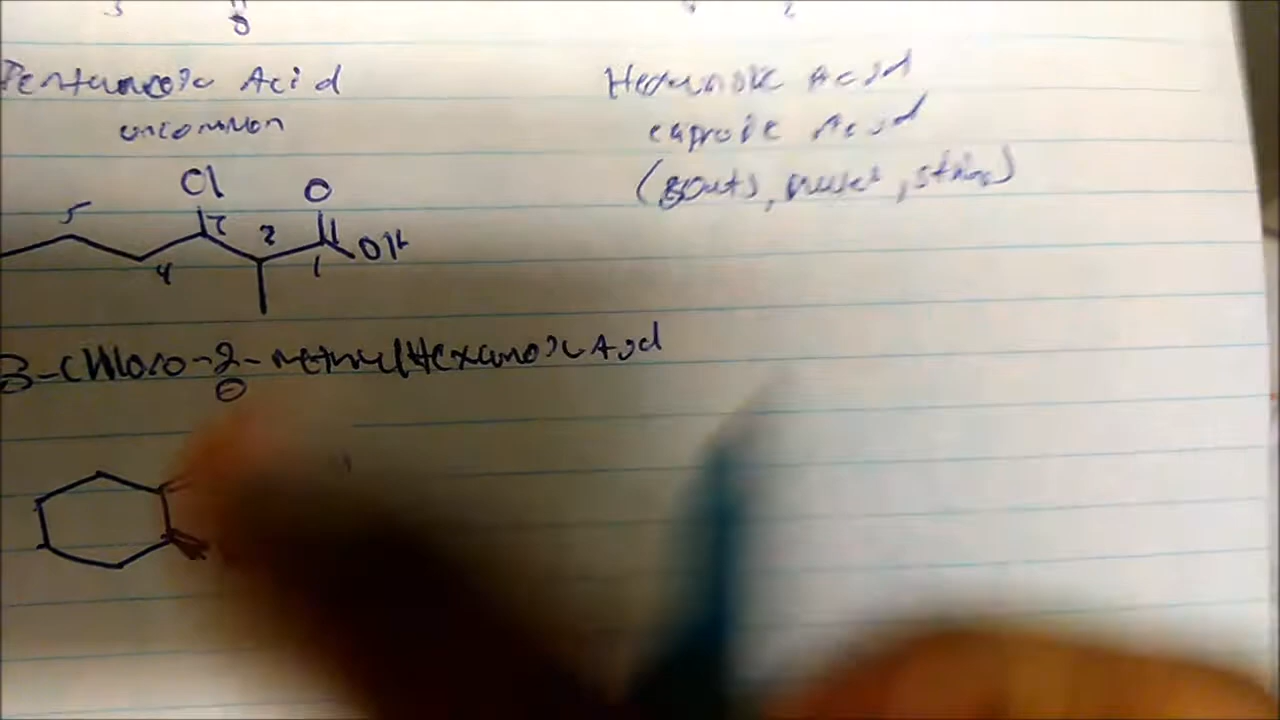 Pentanoic Acid
uncommon
Hexanoic Acid
caproic Acid
(goats,
Cl
O
5
3
2
OH
4
1
3-Chloro-2-methylHexanoic Acid